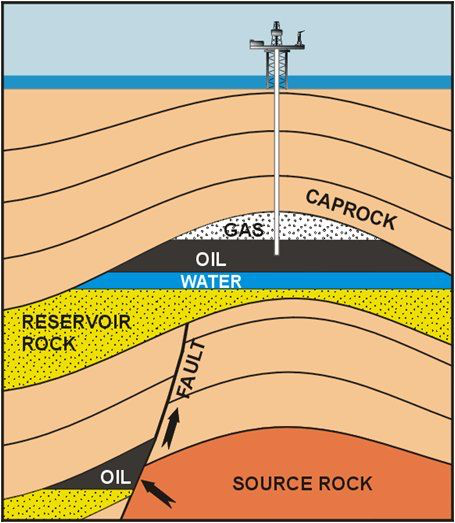 CAPROCK
GAS
OIL
WATER
RESERVOIR
ROCK
FAULT
OIL
SOURCE ROCK